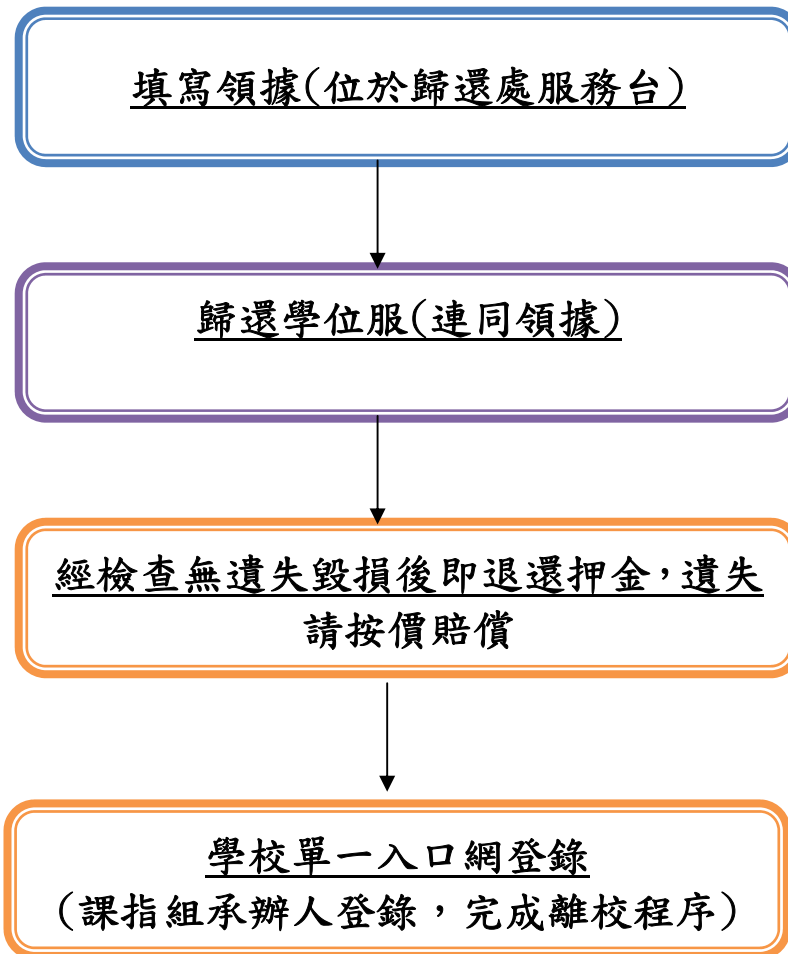 填寫領據(位於歸還處服務台)
歸還學位服(連同領據)
經檢查無遺失毀損後即退還押金，遺失
請按價賠償
學校單一入口網登錄
(課指組承辦人登錄，完成離校程序)